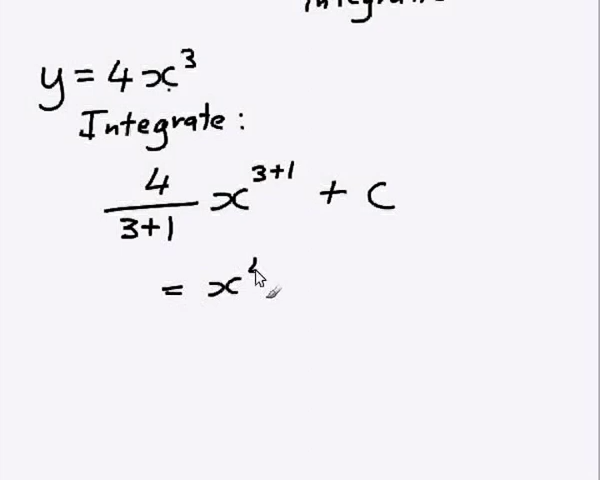 y = 4x³
Integrate :
4/(3+1) x^(3+1) + C
= x